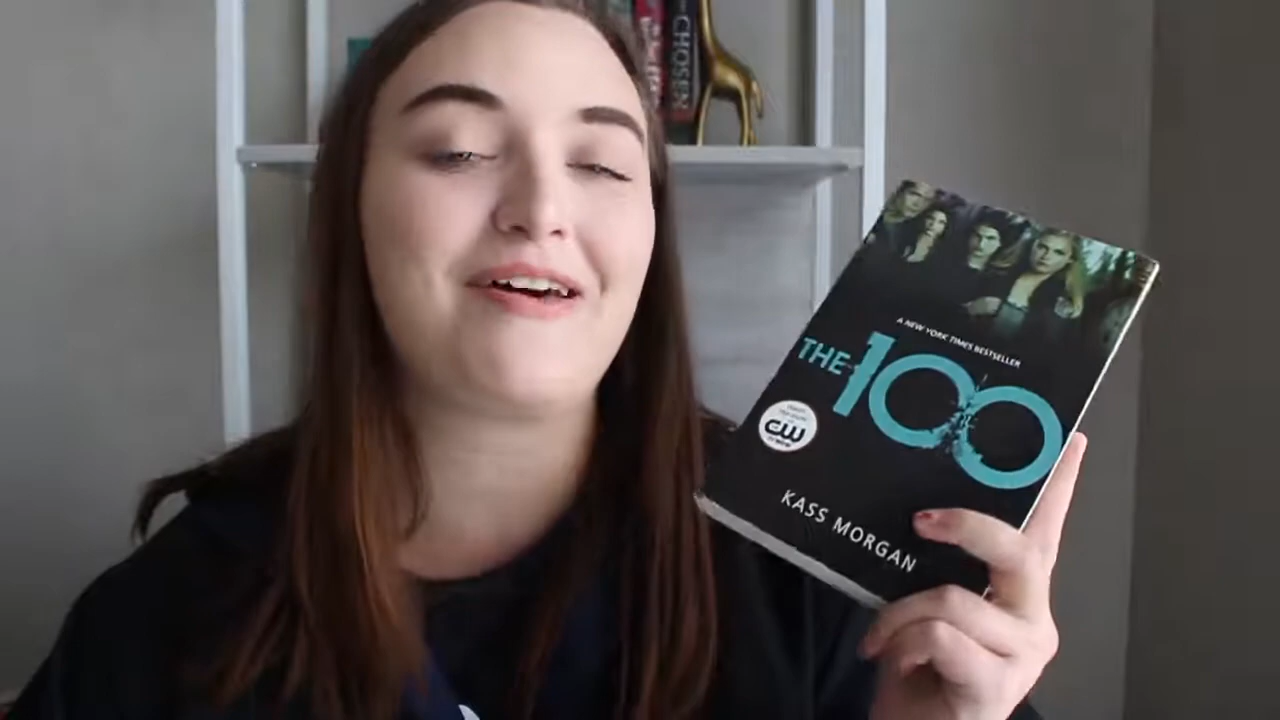 CHOSEN
A NEW YORK TIMES BESTSELLER
THE 100
CW
KASS MORGAN